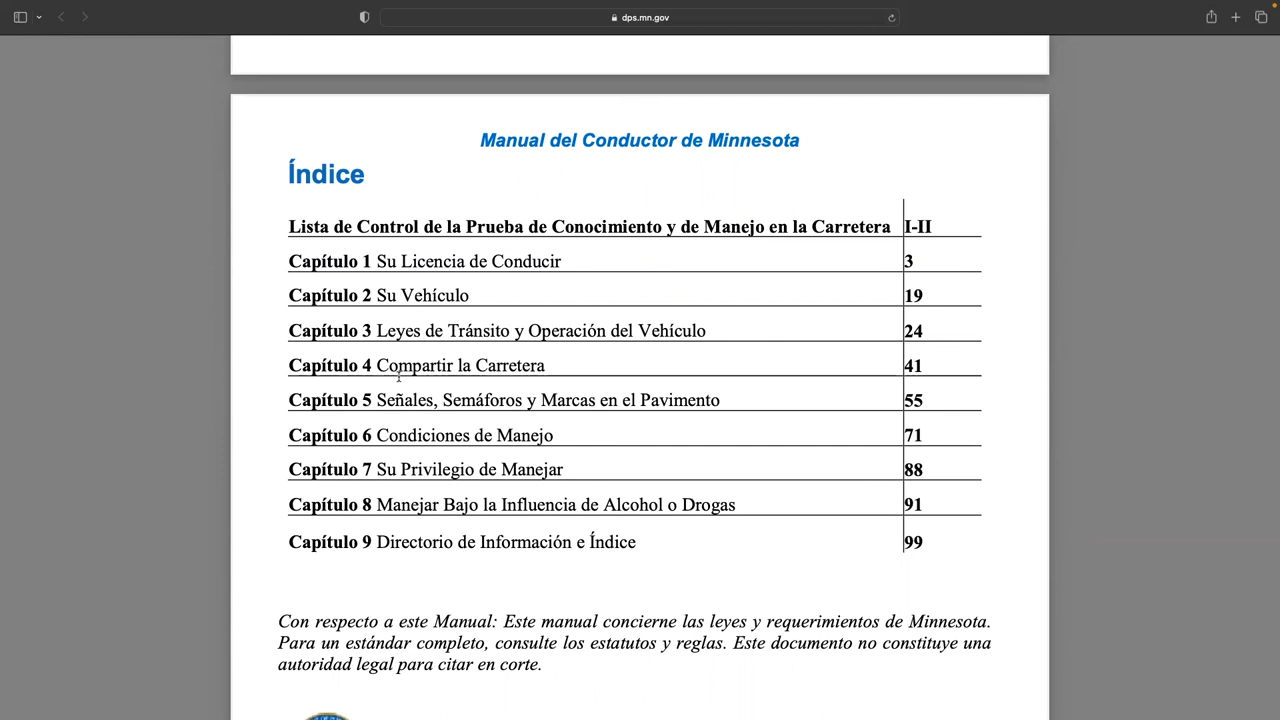 dps.mn.gov
Manual del Conductor de Minnesota
Índice
Lista de Control de la Prueba de Conocimiento y de Manejo en la Carretera I-II
Capítulo 1 Su Licencia de Conducir 3
Capítulo 2 Su Vehículo 19
Capítulo 3 Leyes de Tránsito y Operación del Vehículo 24
Capítulo 4 Compartir la Carretera 41
Capítulo 5 Señales, Semáforos y Marcas en el Pavimento 55
Capítulo 6 Condiciones de Manejo 71
Capítulo 7 Su Privilegio de Manejar 88
Capítulo 8 Manejar Bajo la Influencia de Alcohol o Drogas 91
Capítulo 9 Directorio de Información e Índice 99
Con respecto a este Manual: Este manual concierne las leyes y requerimientos de Minnesota.
Para un estándar completo, consulte los estatutos y reglas. Este documento no constituye una
autoridad legal para citar en corte.